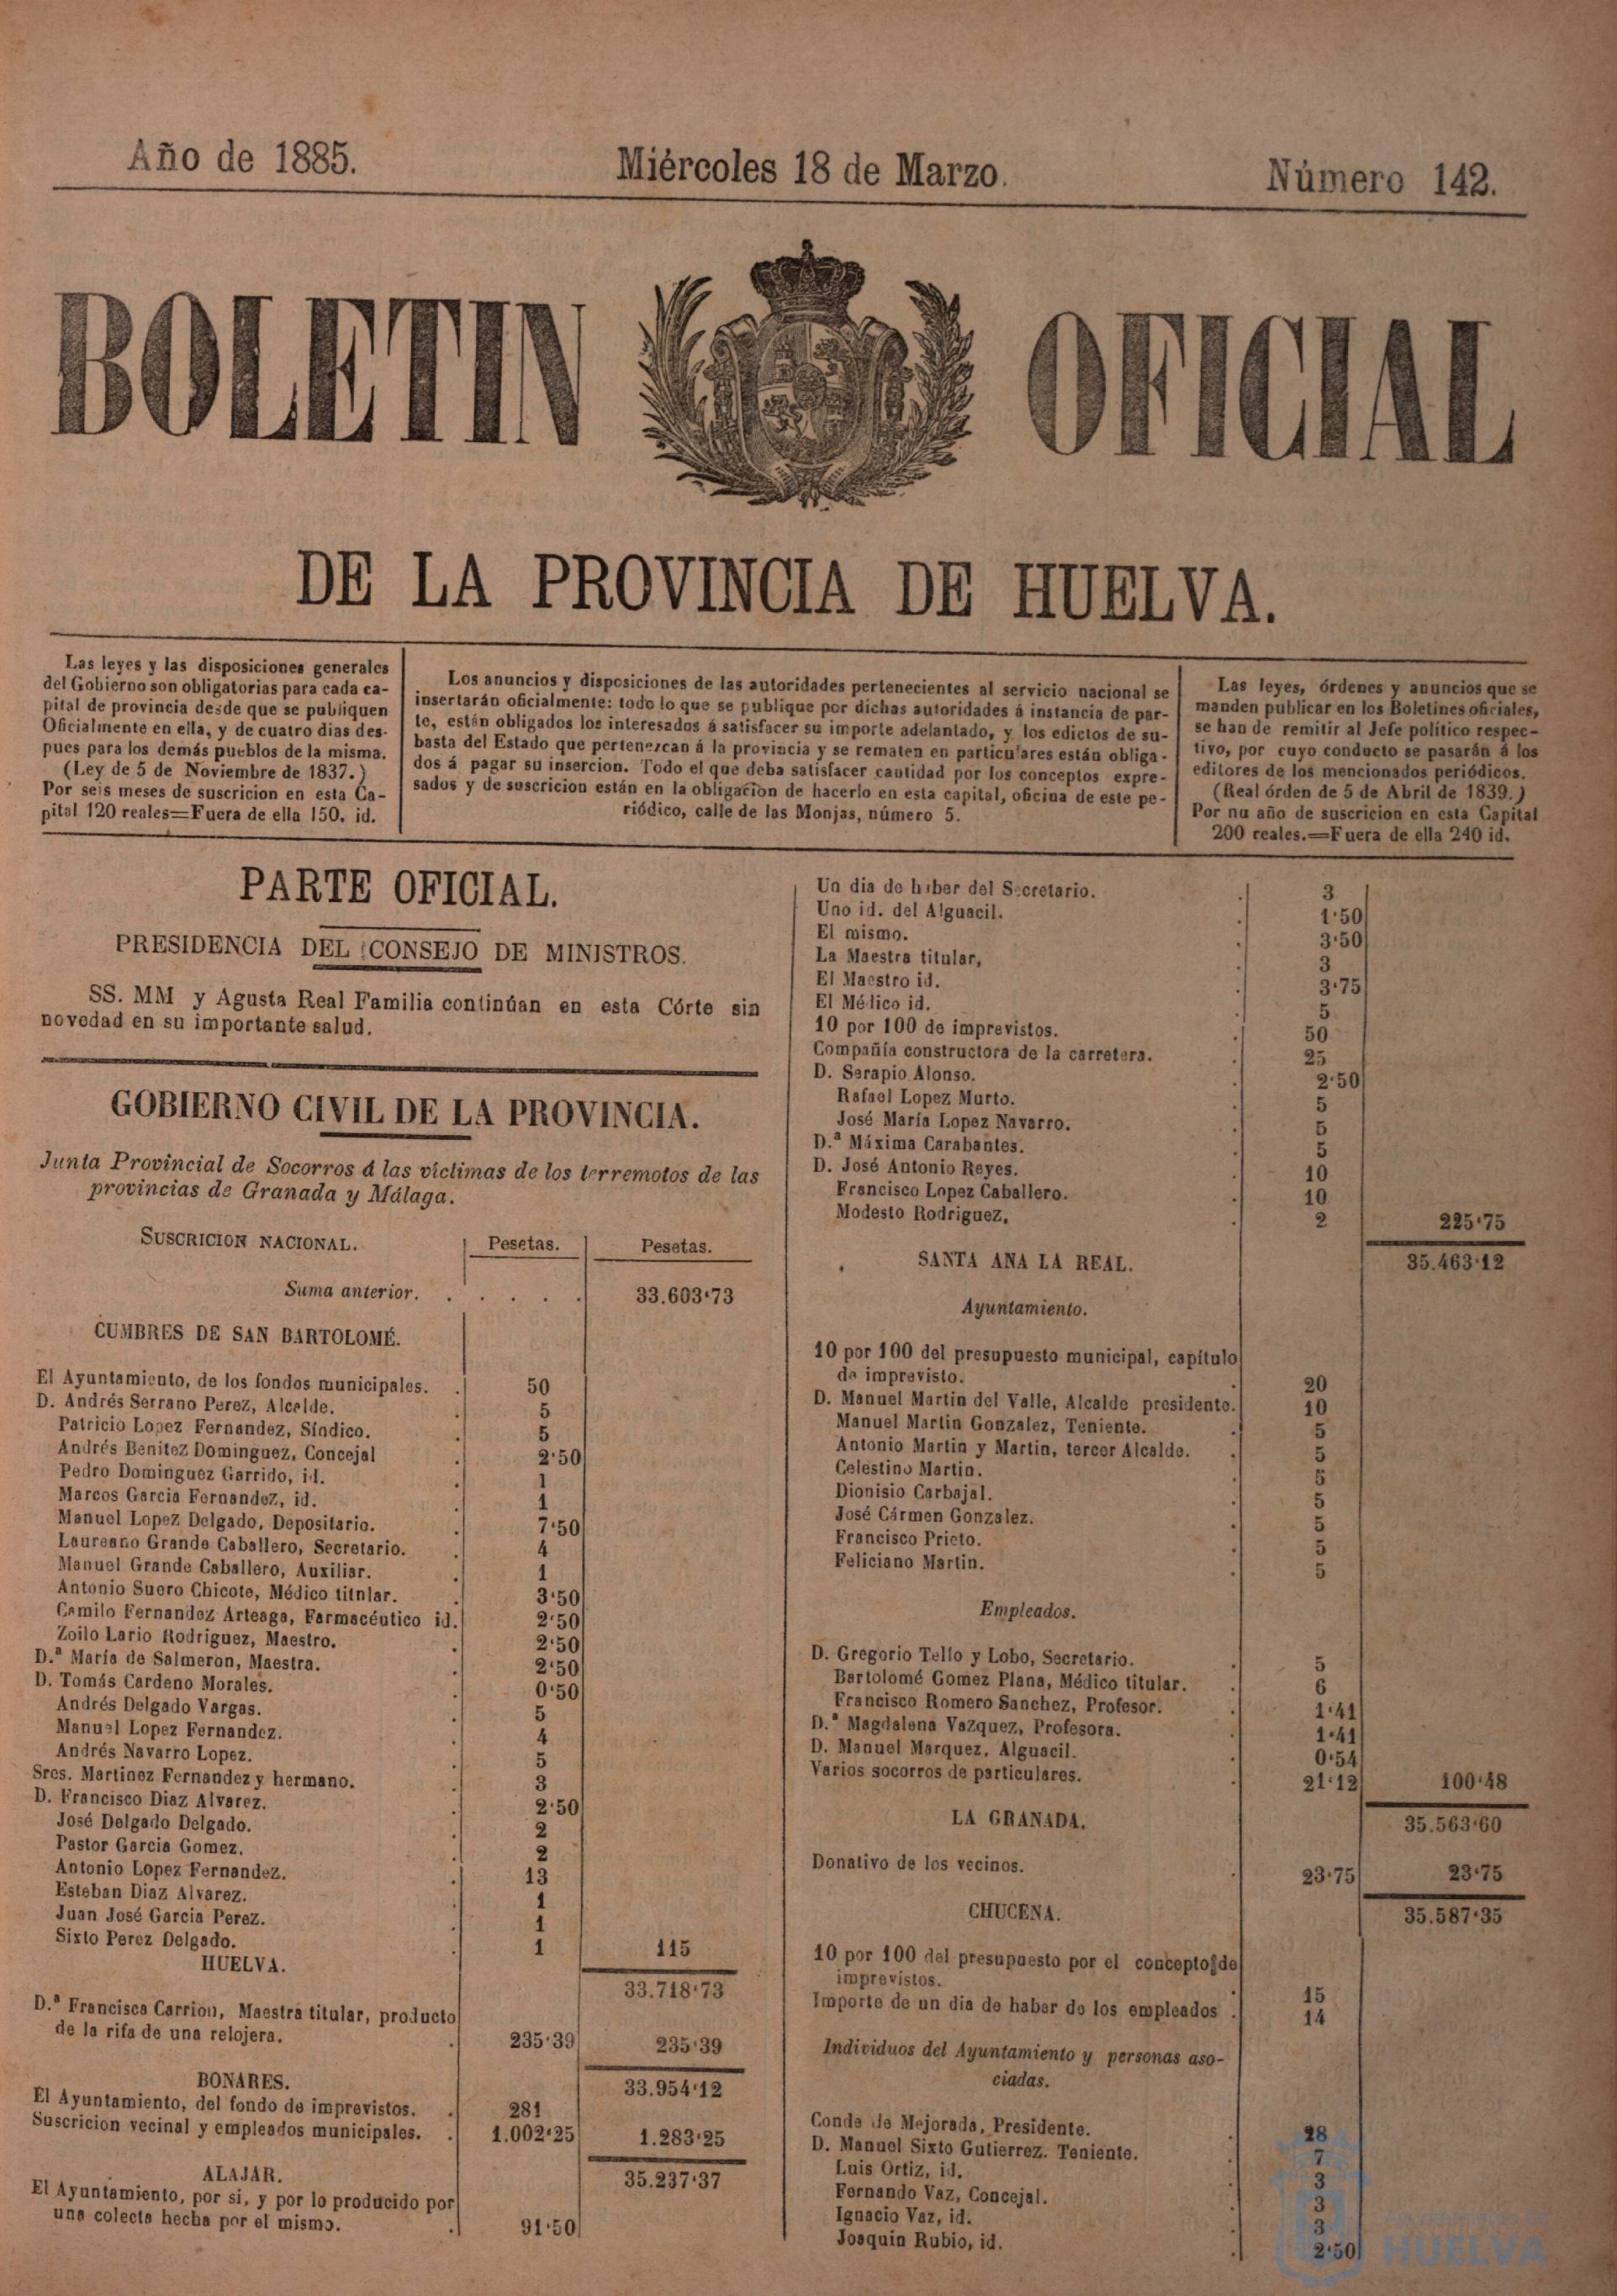 Año de 1885.
Miércoles 18 de Marzo.
Número 142.
BOLETIN OFICIAL
DE LA PROVINCIA DE HUELVA.
Las leyes y las disposiciones generales
del Gobierno son obligatorias para cada ca-
pital de provincia desde que se publiquen
Oficialmente en ella, y de cuatro dias des-
pues para los demás pueblos de la misma.
(Ley de 5 de Noviembre de 1837.)
Por seis meses de suscricion en esta Ca-
pital 120 reales=Fuera de ella 150. id.
Los anuncios y disposiciones de las autoridades pertenecientes al servicio nacional se
insertarán oficialmente: todo lo que se publique por dichas autoridades á instancia de par-
te, están obligados los interesados á satisfacer su importe adelantado, y los edictos de su-
basta del Estado que pertenezcan á la provincia y se rematen en particulares están obliga-
dos á pagar su insercion. Todo el que deba satisfacer cantidad por los conceptos expre-
sados y de suscricion están en la obligacion de hacerlo en esta capital, oficina de este pe-
riódico, calle de las Monjas, número 5.
Las leyes, órdenes y anuncios que se
manden publicar en los Boletines oficiales,
se han de remitir al Jefe político respec-
tivo, por cuyo conducto se pasarán á los
editores de los mencionados periódicos.
(Real órden de 5 de Abril de 1839.)
Por nu año de suscricion en esta Capital
200 reales.=Fuera de ella 240 id.
PARTE OFICIAL.
PRESIDENCIA DEL CONSEJO DE MINISTROS.
SS. MM y Agusta Real Familia continúan en esta Córte sin
novedad en su importante salud.
GOBIERNO CIVIL DE LA PROVINCIA.
Junta Provincial de Socorros á las víctimas de los terremotos de las
provincias de Granada y Málaga.
SUSCRICION NACIONAL. Pesetas. Pesetas.
Suma anterior. . . . . . 33.603'73
CUMBRES DE SAN BARTOLOMÉ.
El Ayuntamiento, de los fondos municipales. . 50
D. Andrés Serrano Perez, Alcalde. . 5
Patricio Lopez Fernandez, Síndico. . 5
Andrés Benitez Dominguez, Concejal . 2'50
Pedro Dominguez Garrido, id. . 1
Marcos Garcia Fernandez, id. . 1
Manuel Lopez Delgado, Depositario. . 7'50
Laureano Grande Caballero, Secretario. . 4
Manuel Grande Caballero, Auxiliar. . 1
Antonio Suero Chicote, Médico titnlar. . 3'50
Camilo Fernandez Arteaga, Farmacéutico id. 2'50
Zoilo Lario Rodriguez, Maestro. . 2'50
D.ª María de Salmeron, Maestra. . 2'50
D. Tomás Cardeno Morales. . 0'50
Andrés Delgado Vargas. . 5
Manuel Lopez Fernandez. . 4
Andrés Navarro Lopez. . 5
Sres. Martinez Fernandez y hermano. . 3
D. Francisco Diaz Alvarez. . 2'50
José Delgado Delgado. . 2
Pastor Garcia Gomez. . 2
Antonio Lopez Fernandez. . 13
Esteban Diaz Alvarez. . 1
Juan José Garcia Perez. . 1
Sixto Perez Delgado. . 1 115
HUELVA. 33.718'73
D.ª Francisca Carrion, Maestra titular, producto
de la rifa de una relojera. . 235'39 235'39
BONARES. 33.954'12
El Ayuntamiento, del fondo de imprevistos. . 281
Suscricion vecinal y empleados municipales. . 1.002'25 1.283'25
ALAJAR. 35.237'37
El Ayuntamiento, por si, y por lo producido por
una colecta hecha por el mismo. . 91'50
Un dia de haber del Secretario. . 3
Uno id. del Alguacil. . 1'50
El mismo. . 3'50
La Maestra titular, . 3
El Maestro id. . 3'75
El Médico id. . 5
10 por 100 de imprevistos. . 50
Compañía constructora de la carretera. . 25
D. Serapio Alonso. . 2'50
Rafael Lopez Murto. . 5
José María Lopez Navarro. . 5
D.ª Máxima Carabantes. . 5
D. José Antonio Reyes. . 10
Francisco Lopez Caballero. . 10
Modesto Rodriguez, . 2 225'75
SANTA ANA LA REAL. 35.463'12
Ayuntamiento.
10 por 100 del presupuesto municipal, capítulo
de imprevisto. . 20
D. Manuel Martin del Valle, Alcalde presidente. 10
Manuel Martin Gonzalez, Teniente. . 5
Antonio Martin y Martin, tercer Alcalde. . 5
Celestino Martin. 5
Dionisio Carbajal. . 5
José Cármen Gonzalez. . 5
Francisco Prieto. . 5
Feliciano Martin. . 5
Empleados.
D. Gregorio Tello y Lobo, Secretario. . 5
Bartolomé Gomez Plana, Médico titular. . 6
Francisco Romero Sanchez, Profesor. . 1'41
D.ª Magdalena Vazquez, Profesora. . 1'41
D. Manuel Marquez, Alguacil. . 0'54
Varios socorros de particulares. . 21'12 100'48
LA GRANADA. 35.563'60
Donativo de los vecinos. . 23'75 23'75
CHUCENA. 35.587'35
10 por 100 del presupuesto por el concepto de
imprevistos. 15
Importe de un dia de haber de los empleados . 14
Individuos del Ayuntamiento y personas aso-
ciadas.
Conde de Mejorada, Presidente. . 28
D. Manuel Sixto Gutierrez. Teniente. . 7
Luis Ortiz, id. . 3
Fernando Vaz, Concejal. . 3
Ignacio Vaz, id. . 3
Joaquin Rubio, id. . 2'50
HUELVA